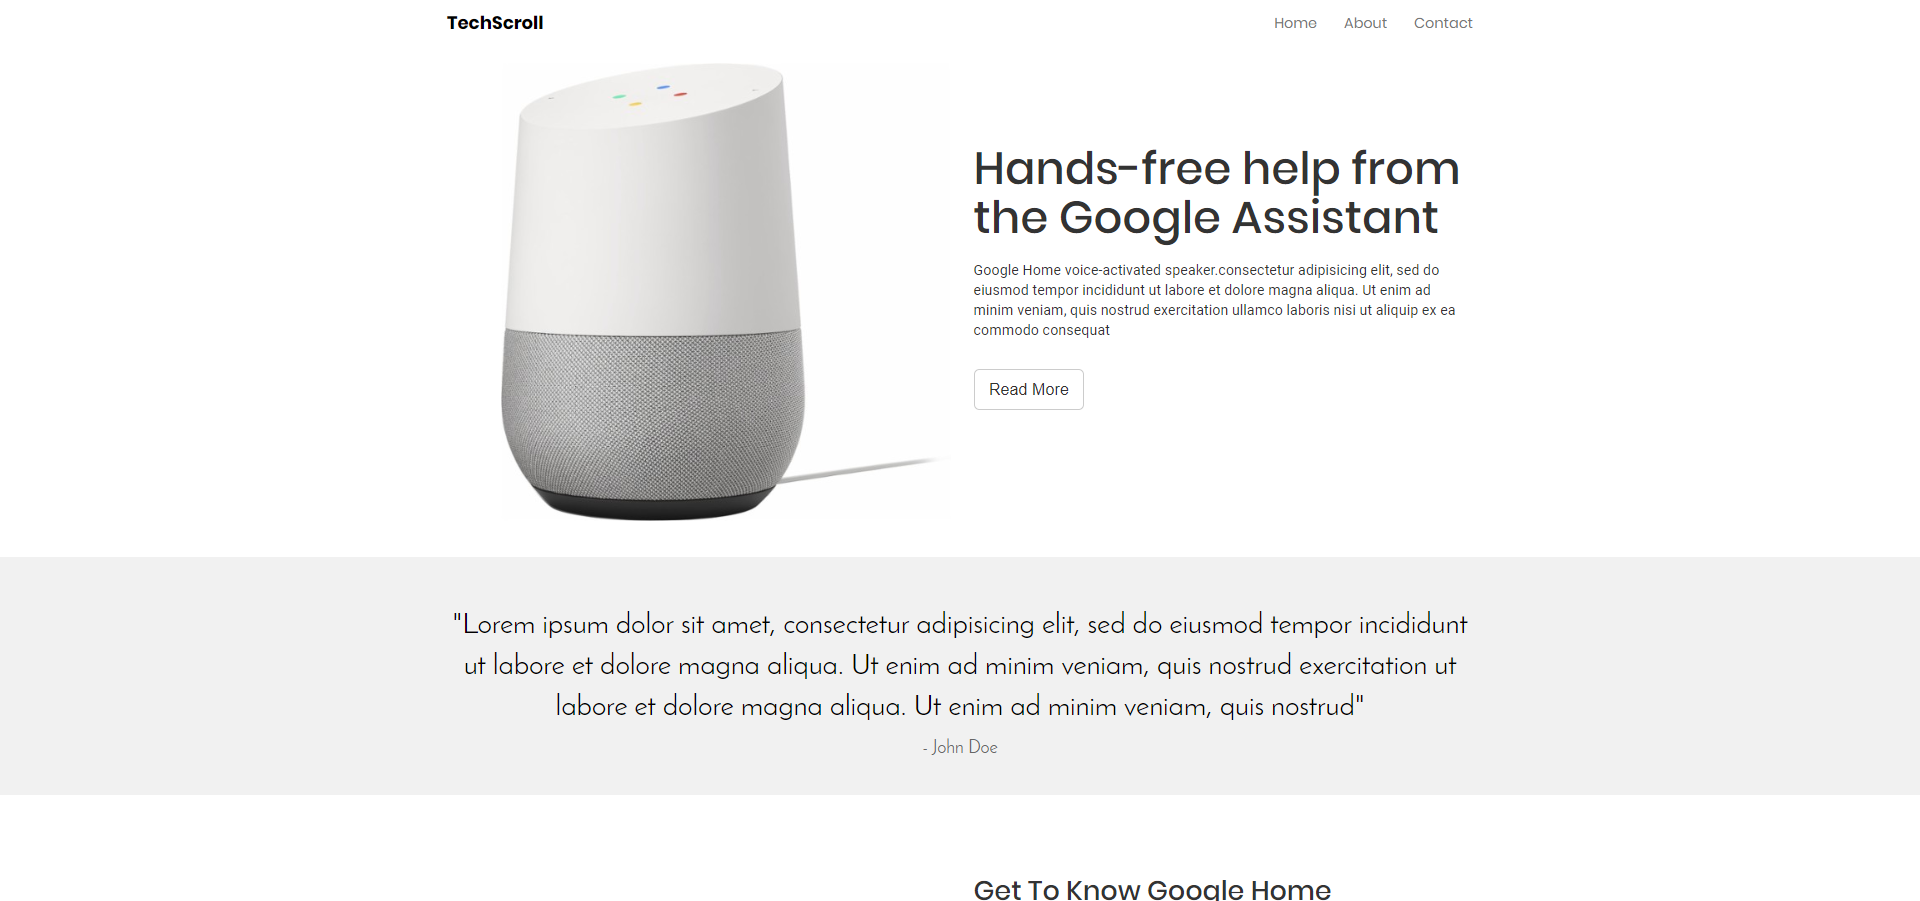 TechScroll
Home About Contact
Hands-free help from
the Google Assistant
Google Home voice-activated speaker.consectetur adipisicing elit, sed do
eiusmod tempor incididunt ut labore et dolore magna aliqua. Ut enim ad
minim veniam, quis nostrud exercitation ullamco laboris nisi ut aliquip ex ea
commodo consequat
Read More
"Lorem ipsum dolor sit amet, consectetur adipisicing elit, sed do eiusmod tempor incididunt
ut labore et dolore magna aliqua. Ut enim ad minim veniam, quis nostrud exercitation ut
labore et dolore magna aliqua. Ut enim ad minim veniam, quis nostrud"
- John Doe
Get To Know Google Home